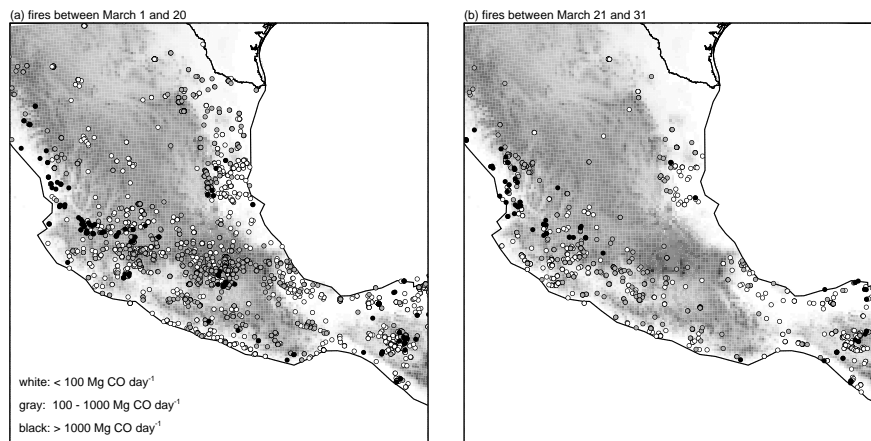 (a) fires between March 1 and 20
(b) fires between March 21 and 31
white: < 100 Mg CO day⁻¹
gray: 100 - 1000 Mg CO day⁻¹
black: > 1000 Mg CO day⁻¹